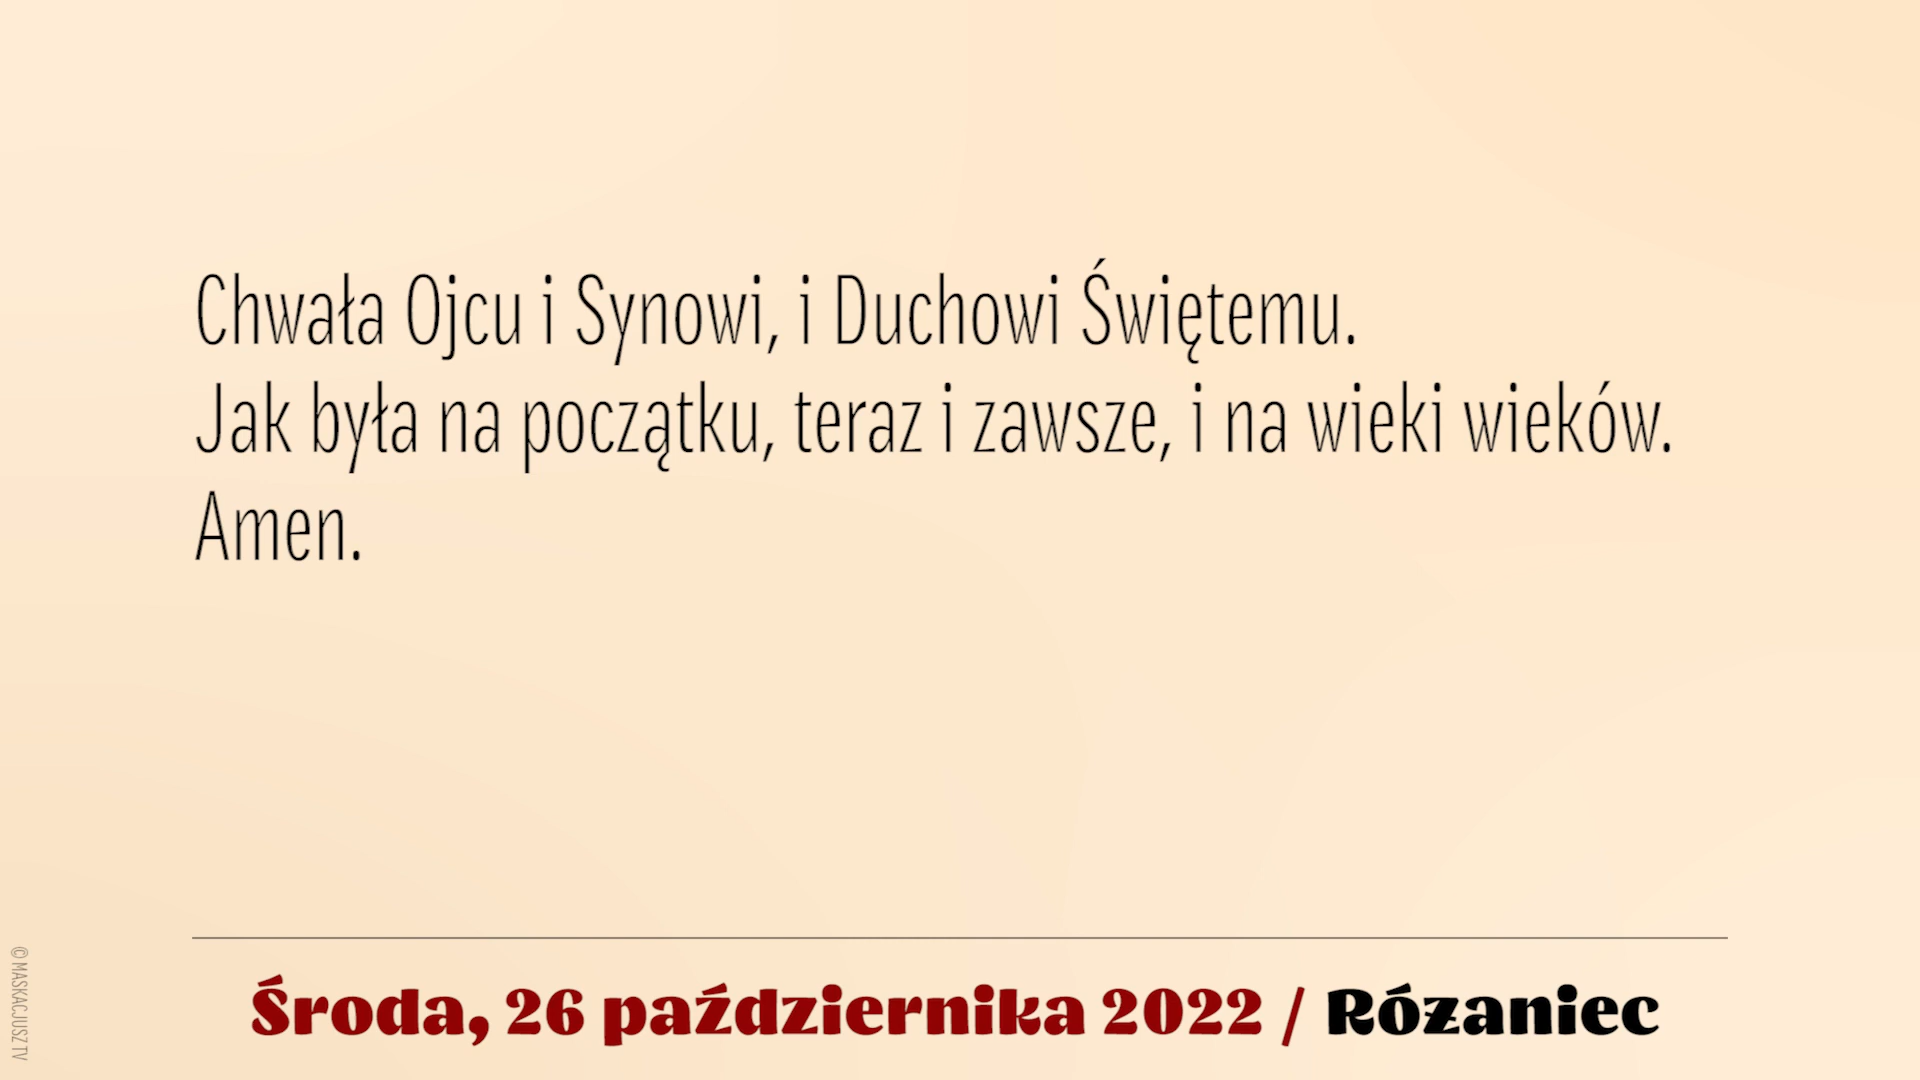 Chwała Ojcu i Synowi, i Duchowi Świętemu.
Jak była na początku, teraz i zawsze, i na wieki wieków.
Amen.
Środa, 26 października 2022 / Różaniec
© MASKACJUSZ TV